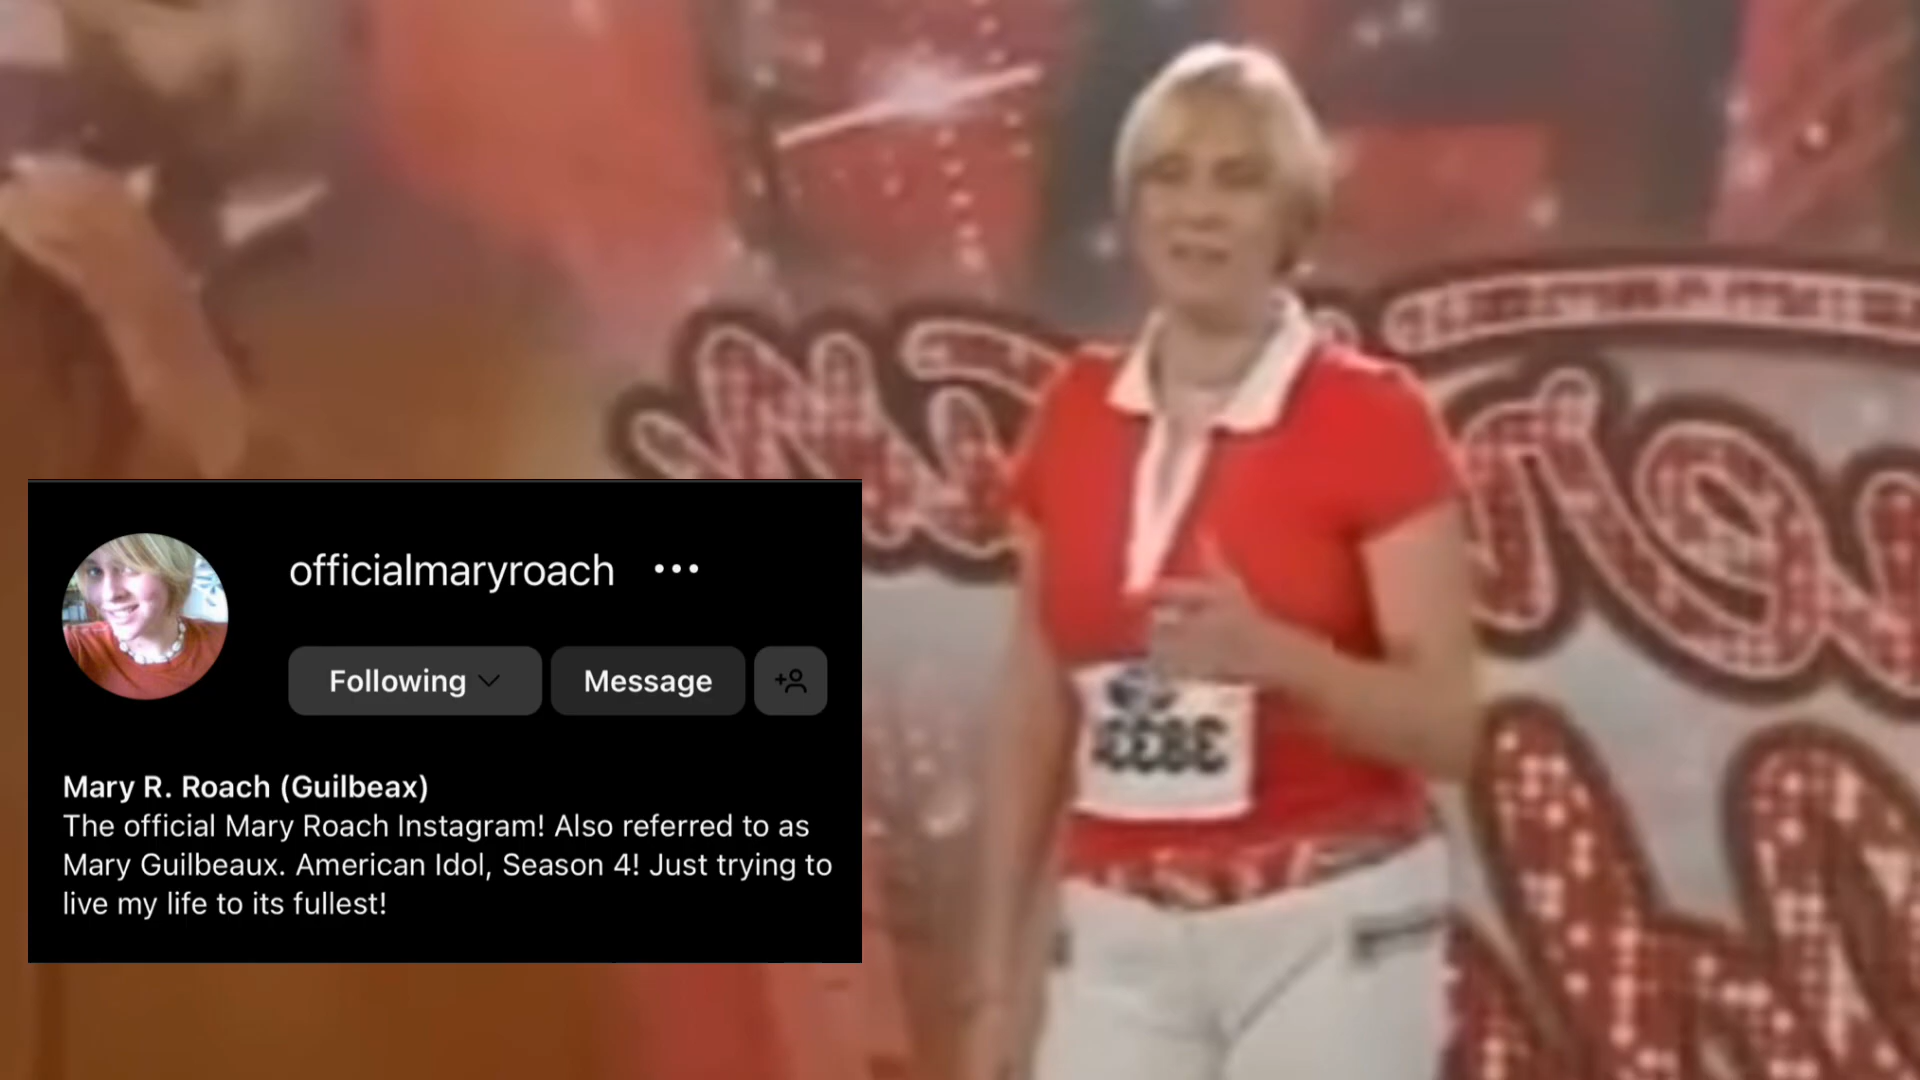 officialmaryroach
Following
Message
Mary R. Roach (Guilbeax)
The official Mary Roach Instagram! Also referred to as
Mary Guilbeaux. American Idol, Season 4! Just trying to
live my life to its fullest!